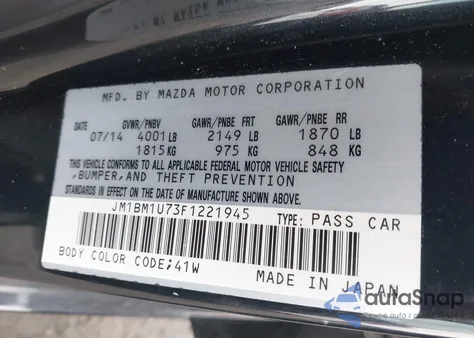 MFD. BY MAZDA MOTOR CORPORATION
DATE GVWR/PNBV GAWR/PNBE FRT GAWR/PNBE RR
07/14 4001 LB 2149 LB 1870 LB
1815 KG 975 KG 848 KG
THIS VEHICLE CONFORMS TO ALL APPLICABLE FEDERAL MOTOR VEHICLE SAFETY
,BUMPER,AND THEFT PREVENTION
STANDARDS IN EFFECT ON THE DATE OF MANUFACTURE SHOWN ABOVE.
JM1BM1U73F1221945 TYPE: PASS CAR
BODY COLOR CODE;41W
MADE IN JAPAN
autoSnap